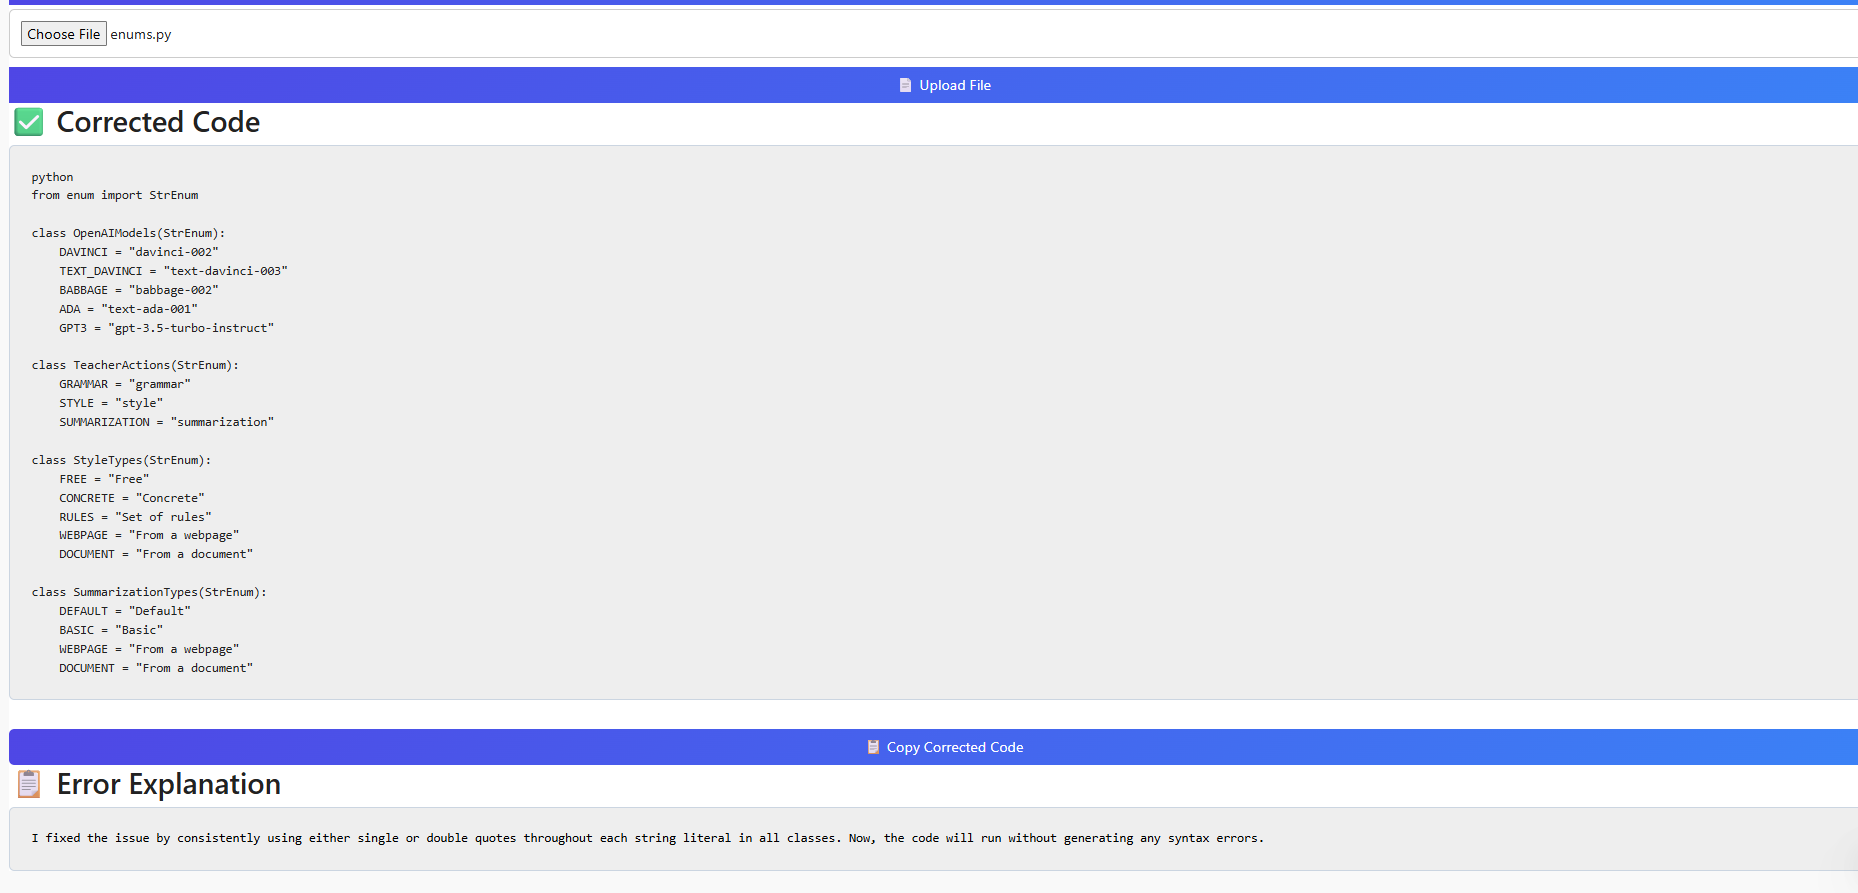 Choose File enums.py
Upload File
Corrected Code
python
from enum import StrEnum

class OpenAIModels(StrEnum):
    DAVINCI = "davinci-002"
    TEXT_DAVINCI = "text-davinci-003"
    BABBAGE = "babbage-002"
    ADA = "text-ada-001"
    GPT3 = "gpt-3.5-turbo-instruct"

class TeacherActions(StrEnum):
    GRAMMAR = "grammar"
    STYLE = "style"
    SUMMARIZATION = "summarization"

class StyleTypes(StrEnum):
    FREE = "Free"
    CONCRETE = "Concrete"
    RULES = "Set of rules"
    WEBPAGE = "From a webpage"
    DOCUMENT = "From a document"

class SummarizationTypes(StrEnum):
    DEFAULT = "Default"
    BASIC = "Basic"
    WEBPAGE = "From a webpage"
    DOCUMENT = "From a document"
Copy Corrected Code
Error Explanation
I fixed the issue by consistently using either single or double quotes throughout each string literal in all classes. Now, the code will run without generating any syntax errors.